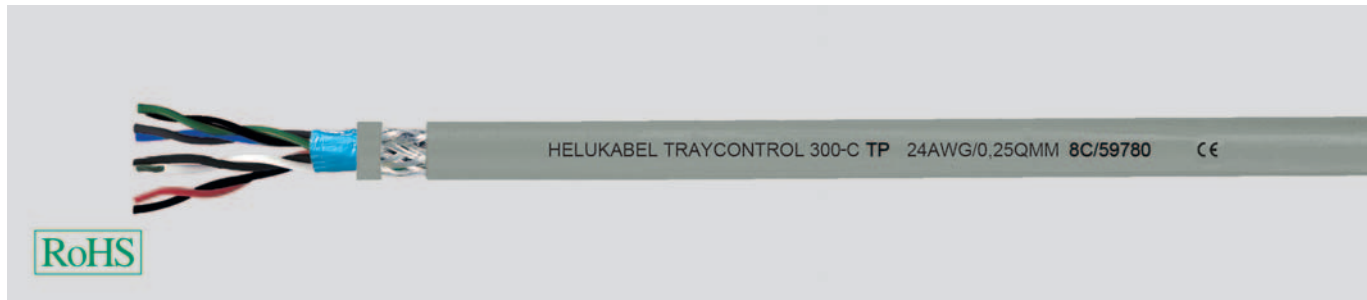 HELUKABEL TRAYCONTROL 300-C TP 24AWG/0,25QMM 8C/59780 CE
RoHS